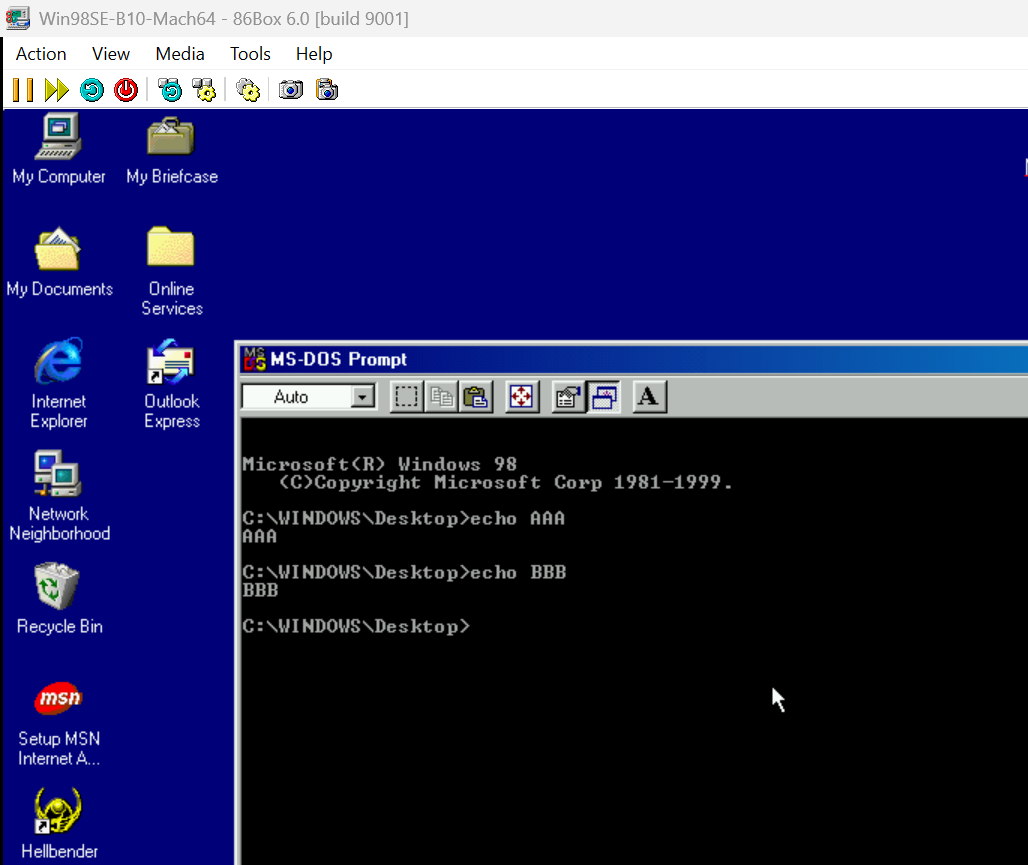 Win98SE-B10-Mach64 - 86Box 6.0 [build 9001]
Action View Media Tools Help
My Computer
My Briefcase
My Documents
Online
Services
Internet
Explorer
Outlook
Express
Network
Neighborhood
Recycle Bin
msn
Setup MSN
Internet A...
Hellbender
MS-DOS Prompt
Auto
A
Microsoft(R) Windows 98
(C)Copyright Microsoft Corp 1981-1999.
C:\WINDOWS\Desktop>echo AAA
AAA
C:\WINDOWS\Desktop>echo BBB
BBB
C:\WINDOWS\Desktop>